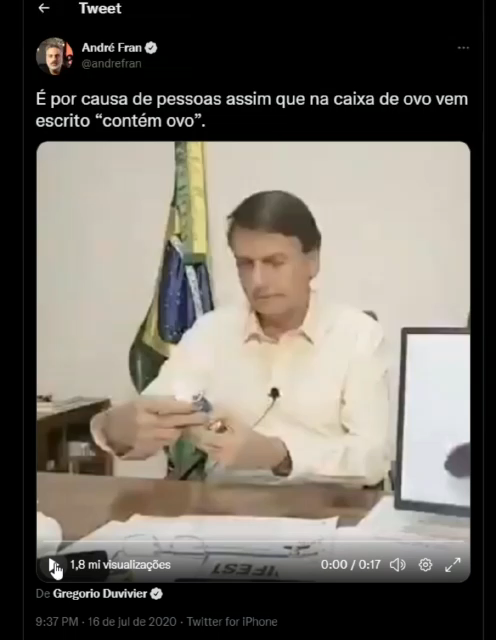 Tweet
André Fran
@andrefran
É por causa de pessoas assim que na caixa de ovo vem
escrito “contém ovo”.
1,8 mi visualizações
0:00 / 0:17
De Gregorio Duvivier
9:37 PM · 16 de jul de 2020 · Twitter for iPhone